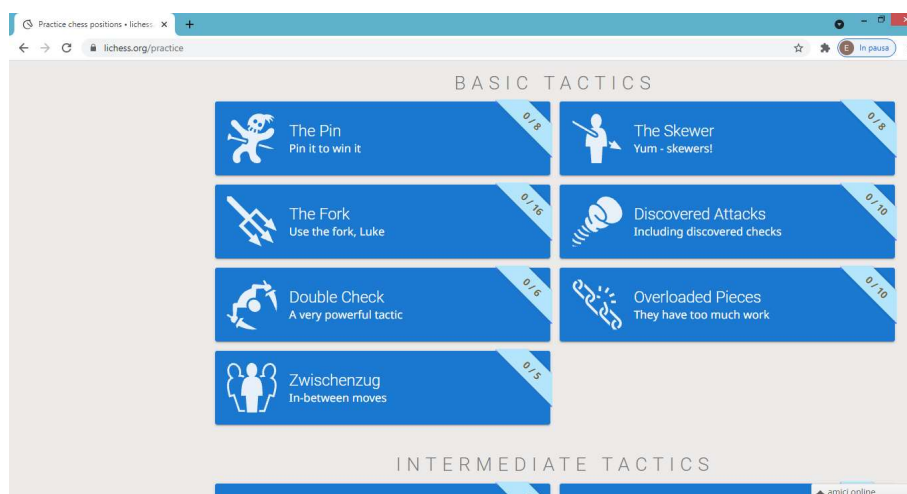 Practice chess positions • lichess
lichess.org/practice
E In pausa
BASIC TACTICS
The Pin
Pin it to win it
0 / 8
The Skewer
Yum - skewers!
0 / 8
The Fork
Use the fork, Luke
0 / 16
Discovered Attacks
Including discovered checks
0 / 10
Double Check
A very powerful tactic
0 / 6
Overloaded Pieces
They have too much work
0 / 10
Zwischenzug
In-between moves
0 / 5
INTERMEDIATE TACTICS
amici online